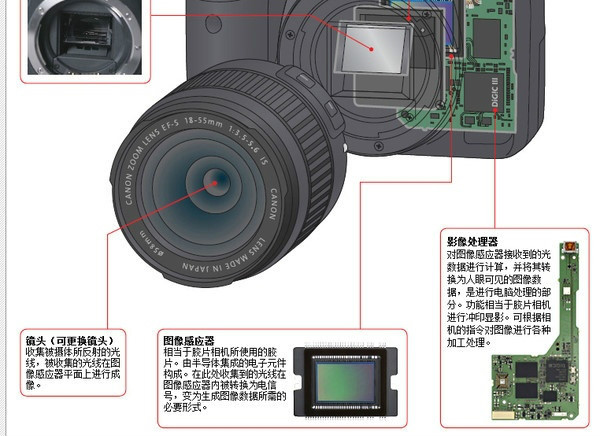 DIGIC III
CANON ZOOM LENS EF-S 18-55mm 1:3.5-5.6 IS
CANON
LENS MADE IN JAPAN
ø58mm
影像处理器
对图像感应器接收到的光
数据进行计算，并将其转
换为人眼可见的图像数
据，是进行电脑处理的部
分。功能相当于胶片相机
进行冲印显影。可根据相
机的指令对图像进行各种
加工处理。
镜头（可更换镜头）
收集被摄体所反射的光
线，被收集的光线在图
像感应器平面上进行成
像。
图像感应器
相当于胶片相机所使用的胶
片。由半导体集成的电子元件
构成。在此处收集到的光线在
图像感应器内被转换为电信
号，变为生成图像数据所需的
必要形式。